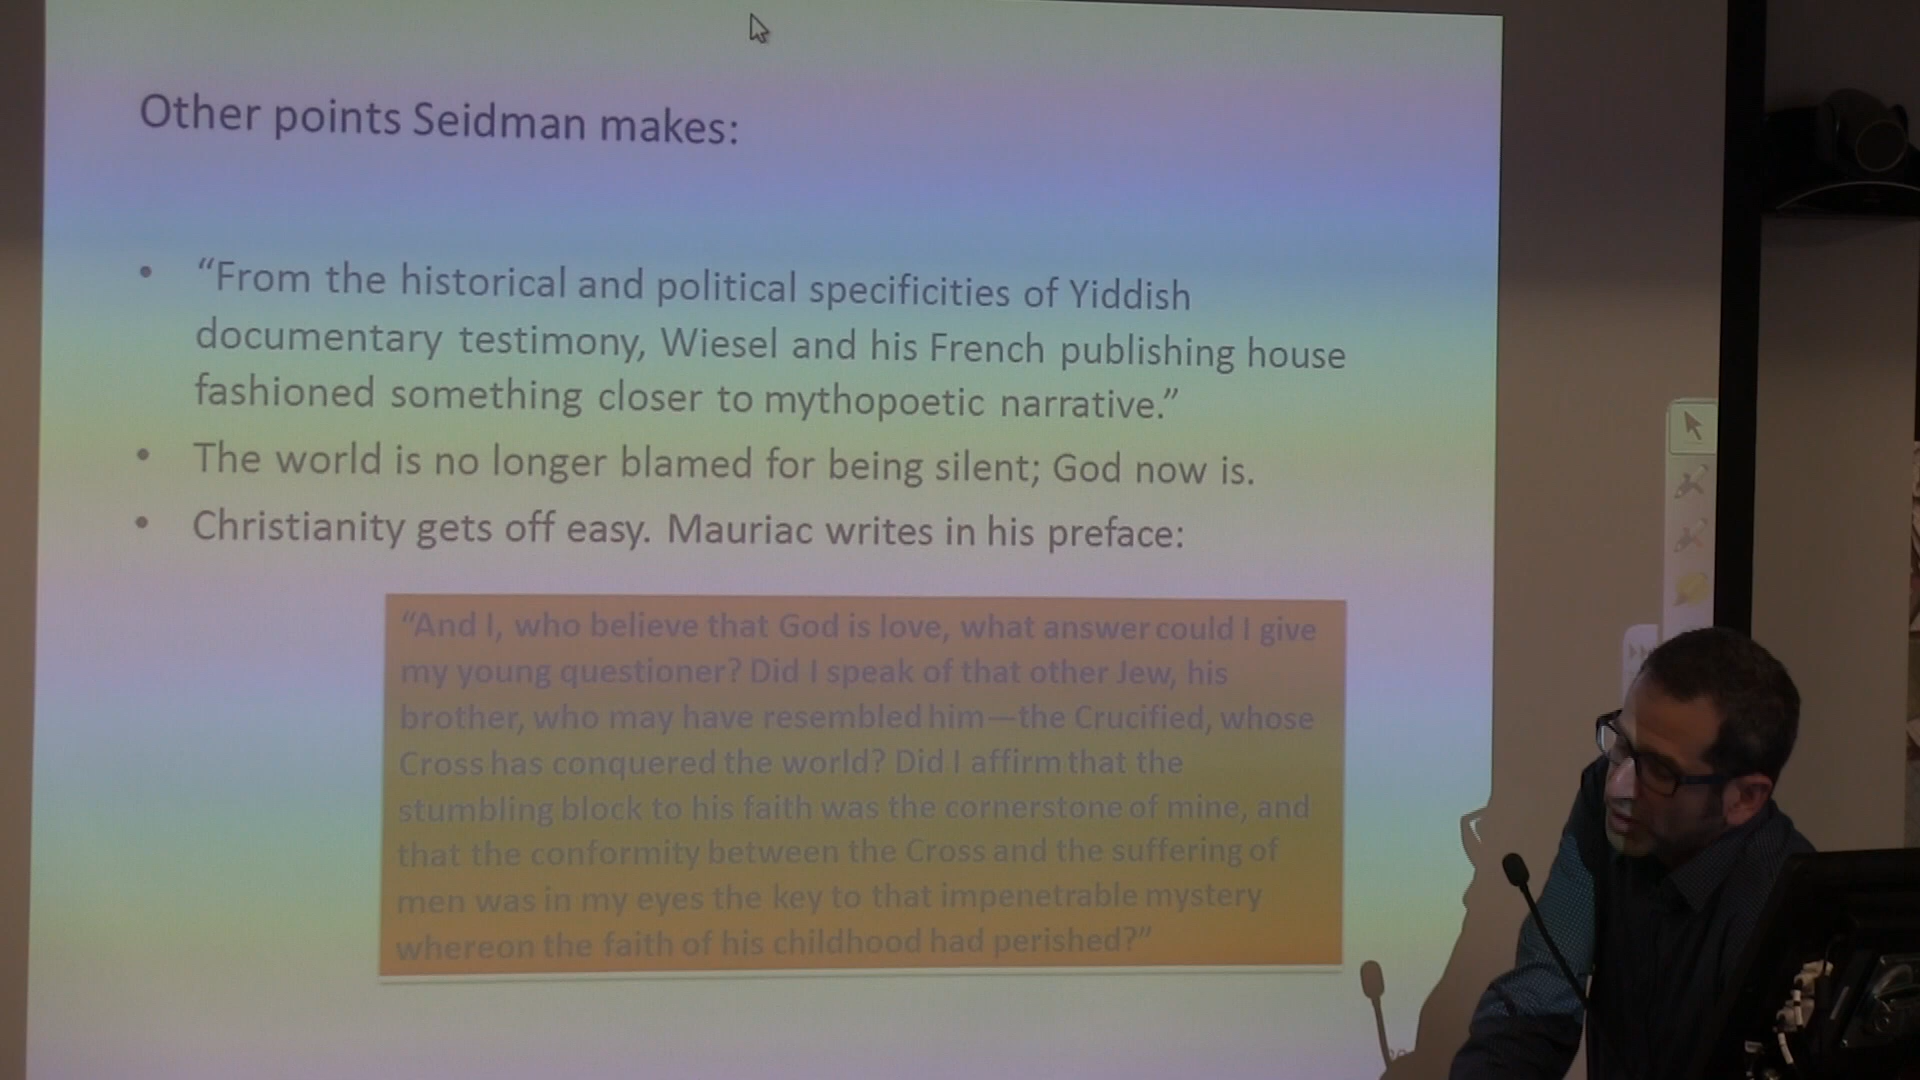 Other points Seidman makes:
• “From the historical and political specificities of Yiddish
documentary testimony, Wiesel and his French publishing house
fashioned something closer to mythopoetic narrative.”
• The world is no longer blamed for being silent; God now is.
• Christianity gets off easy. Mauriac writes in his preface:
“And I, who believe that God is love, what answer could I give
my young questioner? Did I speak of that other Jew, his
brother, who may have resembled him—the Crucified, whose
Cross has conquered the world? Did I affirm that the
stumbling block to his faith was the cornerstone of mine, and
that the conformity between the Cross and the suffering of
men was in my eyes the key to that impenetrable mystery
whereon the faith of his childhood had perished?”